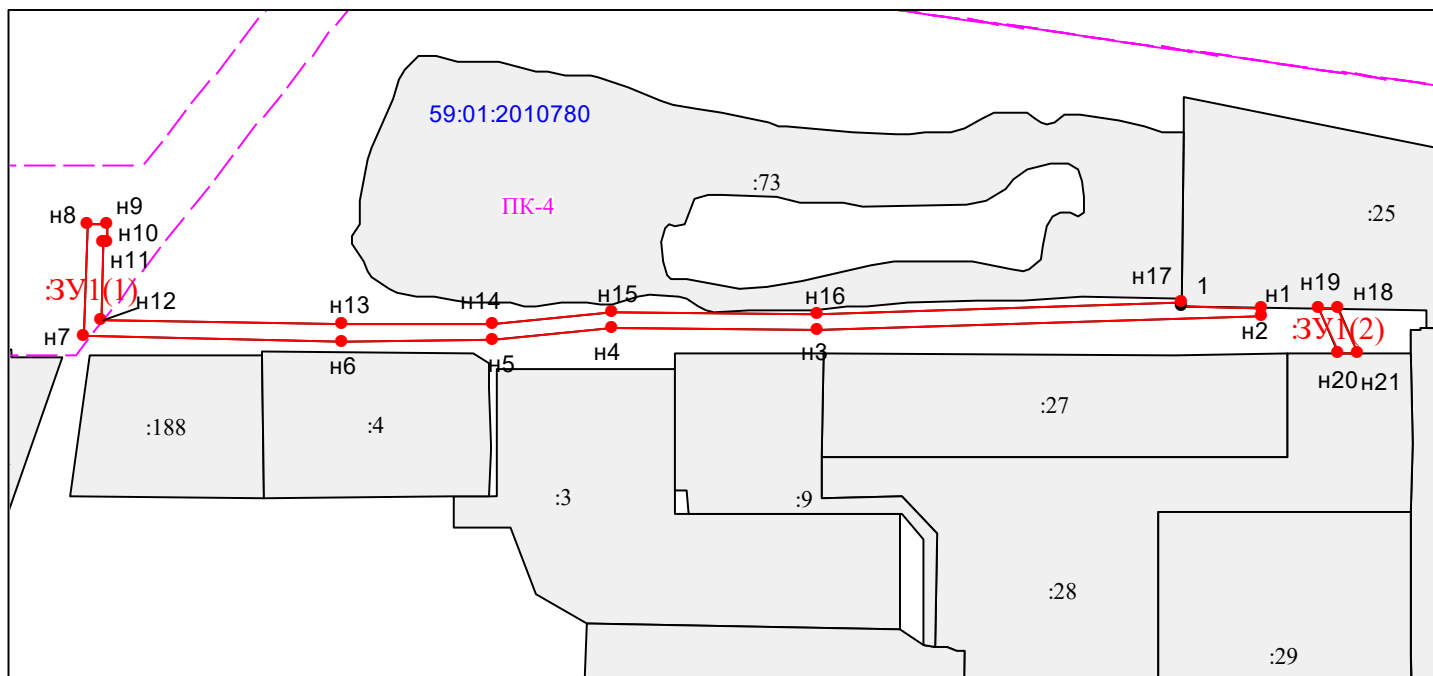 59:01:2010780
:73
ПК-4
:25
н8
н9
н10
н11
:ЗУ1(1)
н12
н7
н13
н14
н15
н16
н17
1
н1
н19
н18
н2
:ЗУ1(2)
н6
н5
н4
н3
н20
н21
:188
:4
:27
:3
:9
:28
:29